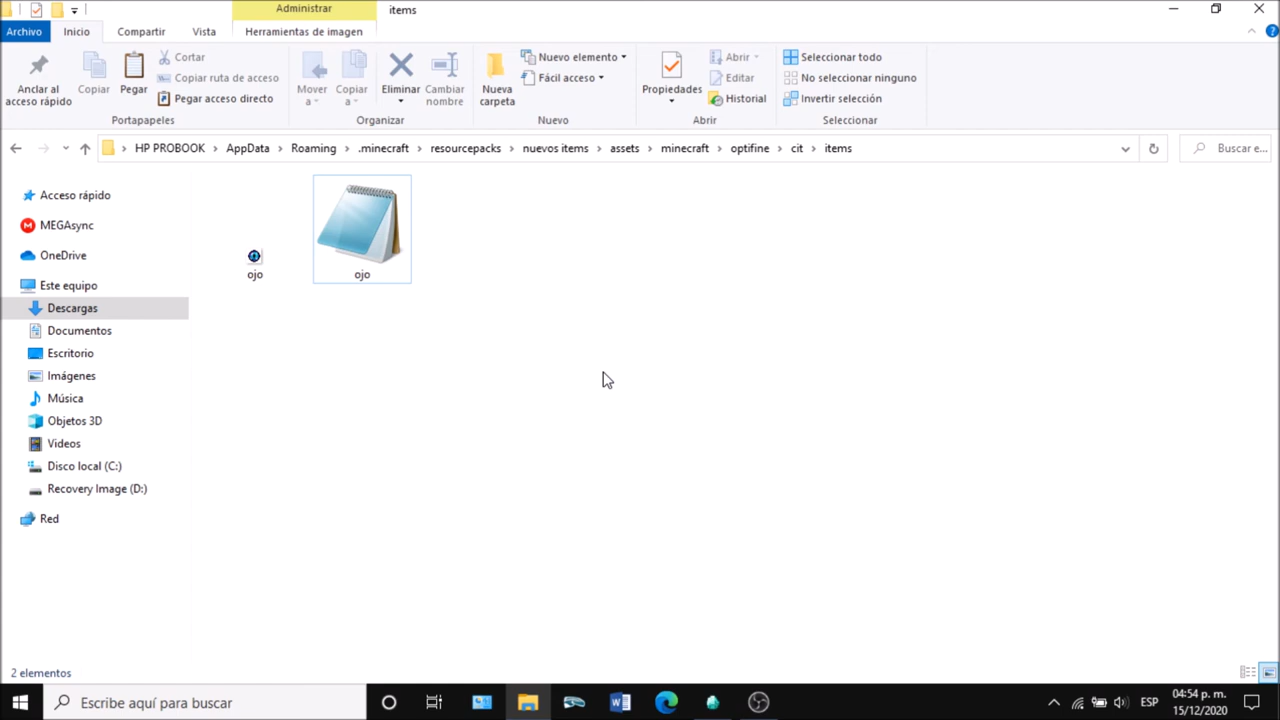 Administrar
items
Archivo
Inicio
Compartir
Vista
Herramientas de imagen
Anclar al
acceso rápido
Copiar
Pegar
Cortar
Copiar ruta de acceso
Pegar acceso directo
Portapapeles
Mover
a
Copiar
a
Eliminar
Cambiar
nombre
Organizar
Nueva
carpeta
Nuevo elemento
Fácil acceso
Nuevo
Propiedades
Abrir
Editar
Historial
Abrir
Seleccionar todo
No seleccionar ninguno
Invertir selección
Seleccionar
HP PROBOOK > AppData > Roaming > .minecraft > resourcepacks > nuevos items > assets > minecraft > optifine > cit > items
Buscar e...
Acceso rápido
MEGAsync
OneDrive
Este equipo
Descargas
Documentos
Escritorio
Imágenes
Música
Objetos 3D
Videos
Disco local (C:)
Recovery Image (D:)
Red
ojo
ojo
2 elementos
Escribe aquí para buscar
ESP
04:54 p. m.
15/12/2020